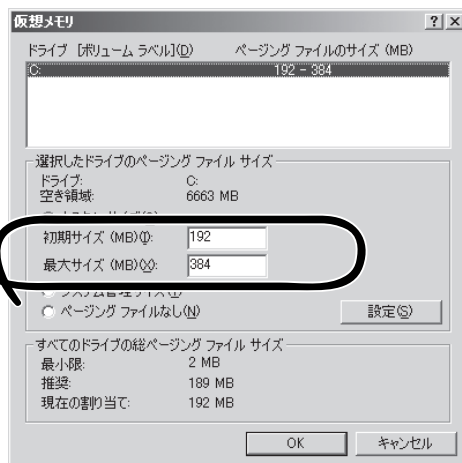 仮想メモリ
ドライブ [ボリューム ラベル](D) ページング ファイルのサイズ (MB)
C: 192 - 384
選択したドライブのページング ファイル サイズ
ドライブ: C:
空き領域: 6663 MB
初期サイズ (MB)(I): 192
最大サイズ (MB)(X): 384
ページング ファイルなし(N) 設定(S)
すべてのドライブの総ページング ファイル サイズ
最小限: 2 MB
推奨: 189 MB
現在の割り当て: 192 MB
OK キャンセル